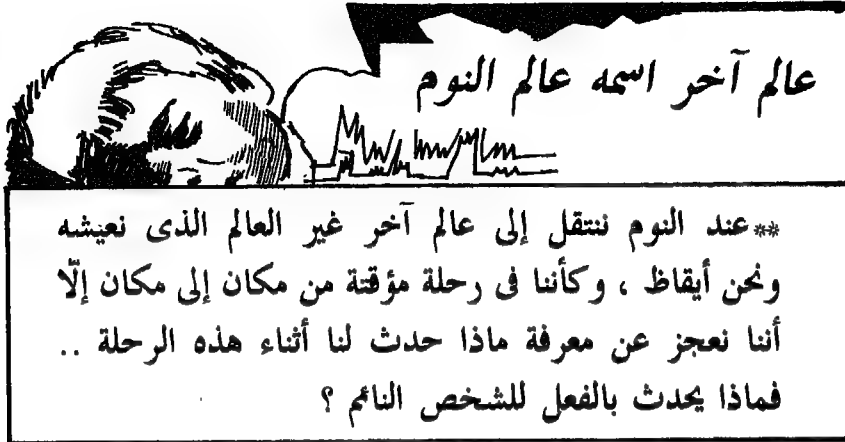 عالم آخر اسمه عالم النوم
** عند النوم ننتقل إلى عالم آخر غير العالم الذى نعيشه
ونحن أيقاظ ، وكأننا فى رحلة مؤقتة من مكان إلى مكان إلّا
أننا نعجز عن معرفة ماذا حدث لنا أثناء هذه الرحلة ..
فماذا يحدث بالفعل للشخص النائم ؟